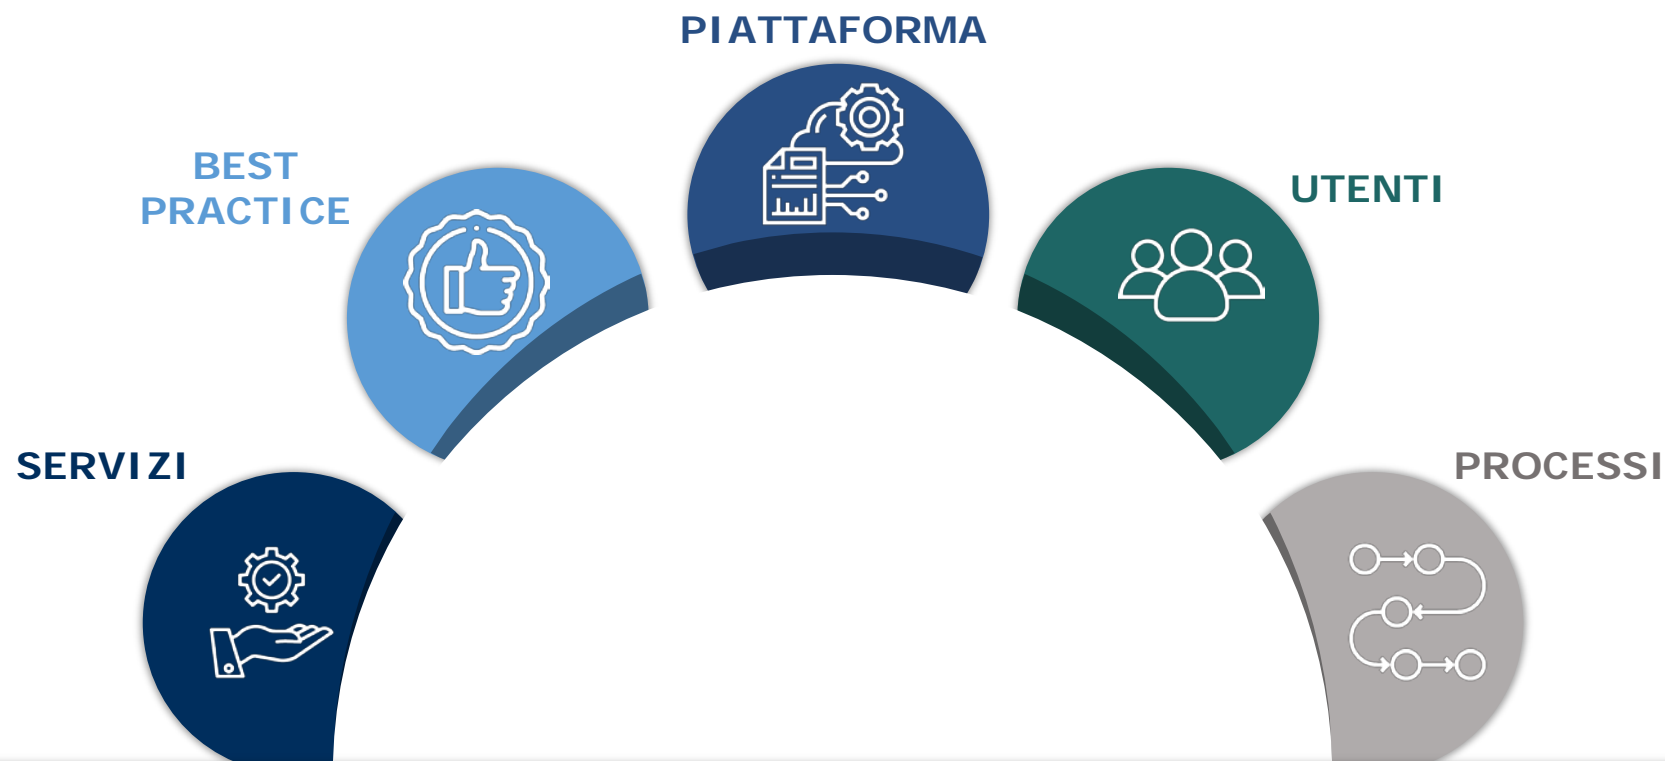 PIATTAFORMA
BEST
PRACTICE
UTENTI
SERVIZI
PROCESSI